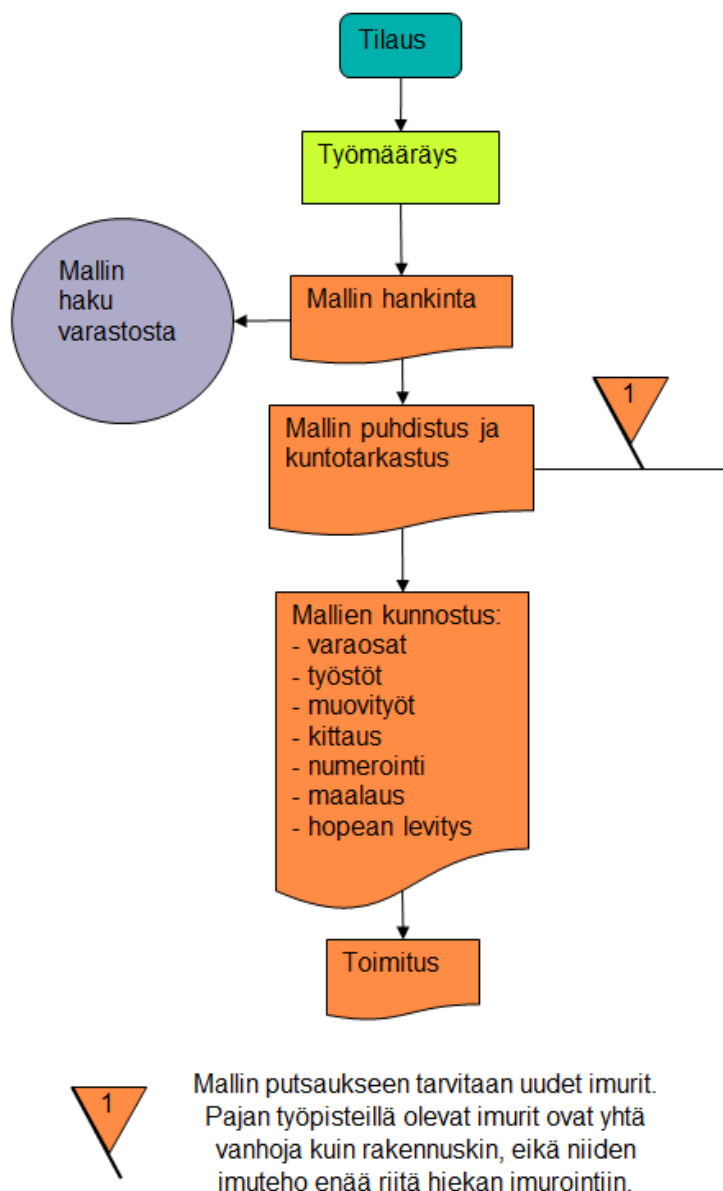 Tilaus
Työmääräys
Mallin
haku
varastosta
Mallin hankinta
1
Mallin puhdistus ja
kuntotarkastus
Mallien kunnostus:
- varaosat
- työstöt
- muovityöt
- kittaus
- numerointi
- maalaus
- hopean levitys
Toimitus
1
Mallin putsaukseen tarvitaan uudet imurit.
Pajan työpisteillä olevat imurit ovat yhtä
vanhoja kuin rakennuskin, eikä niiden
imuteho enää riitä hiekan imurointiin.